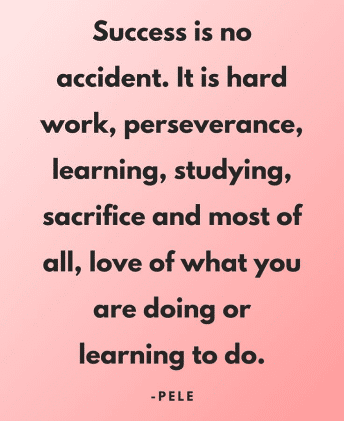 Success is no
accident. It is hard
work, perseverance,
learning, studying,
sacrifice and most of
all, love of what you
are doing or
learning to do.
-PELE